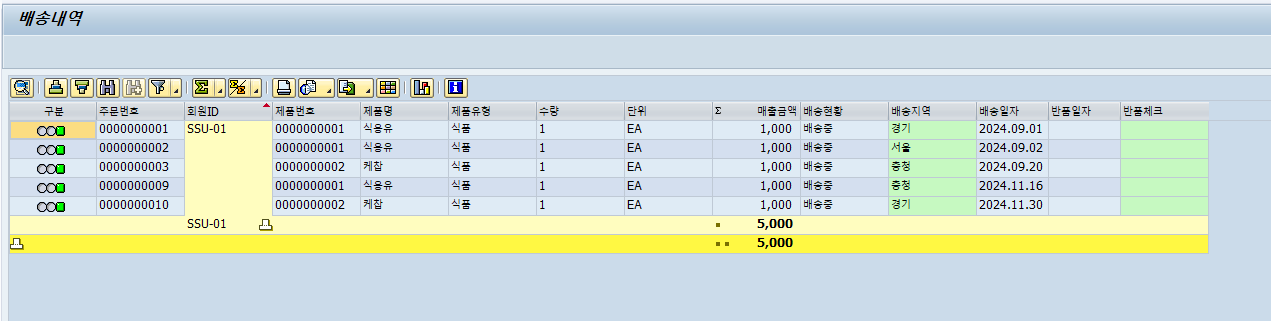 배송내역
구분 주문번호 회원ID 제품번호 제품명 제품유형 수량 단위 Σ 매출금액 배송현황 배송지역 배송일자 반품일자 반품체크
0000000001 SSU-01 0000000001 식용유 식품 1 EA 1,000 배송중 경기 2024.09.01
0000000002 0000000001 식용유 식품 1 EA 1,000 배송중 서울 2024.09.02
0000000003 0000000002 케찹 식품 1 EA 1,000 배송중 충청 2024.09.20
0000000009 0000000001 식용유 식품 1 EA 1,000 배송중 충청 2024.11.16
0000000010 0000000002 케찹 식품 1 EA 1,000 배송중 경기 2024.11.30
SSU-01 5,000
5,000